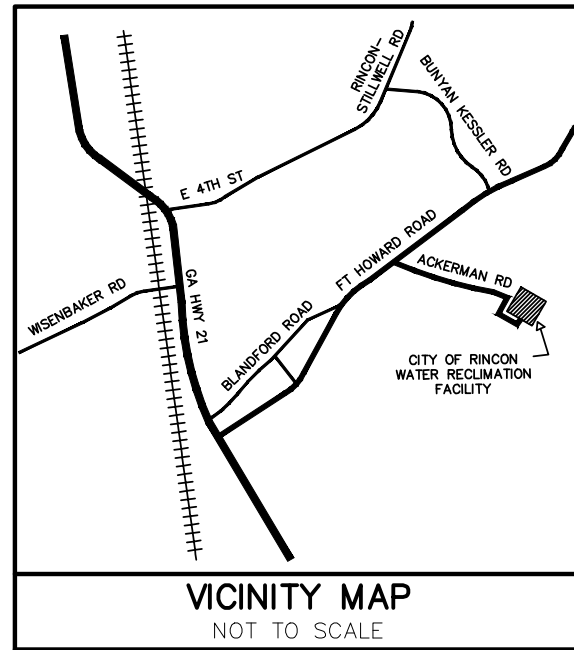 RINCON-
STILLWELL RD
BUNYAN KESSLER RD
E 4TH ST
FT HOWARD ROAD
ACKERMAN RD
WISENBAKER RD
GA HWY 21
BLANDFORD ROAD
CITY OF RINCON
WATER RECLIMATION
FACILITY
VICINITY MAP
NOT TO SCALE